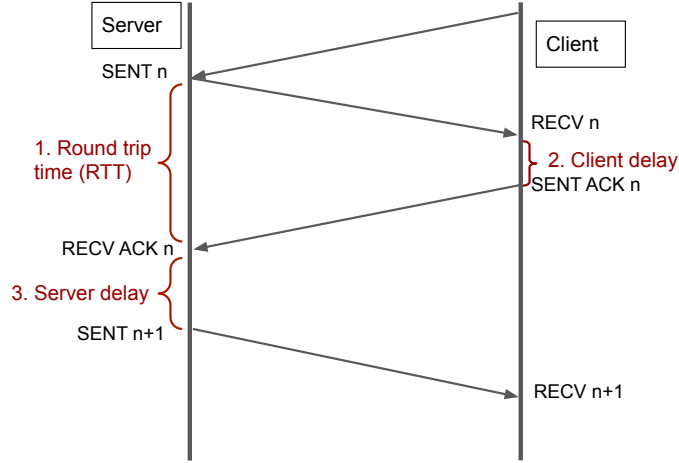 Server
Client
SENT n
RECV n
1. Round trip
time (RTT)
2. Client delay
SENT ACK n
RECV ACK n
3. Server delay
SENT n+1
RECV n+1